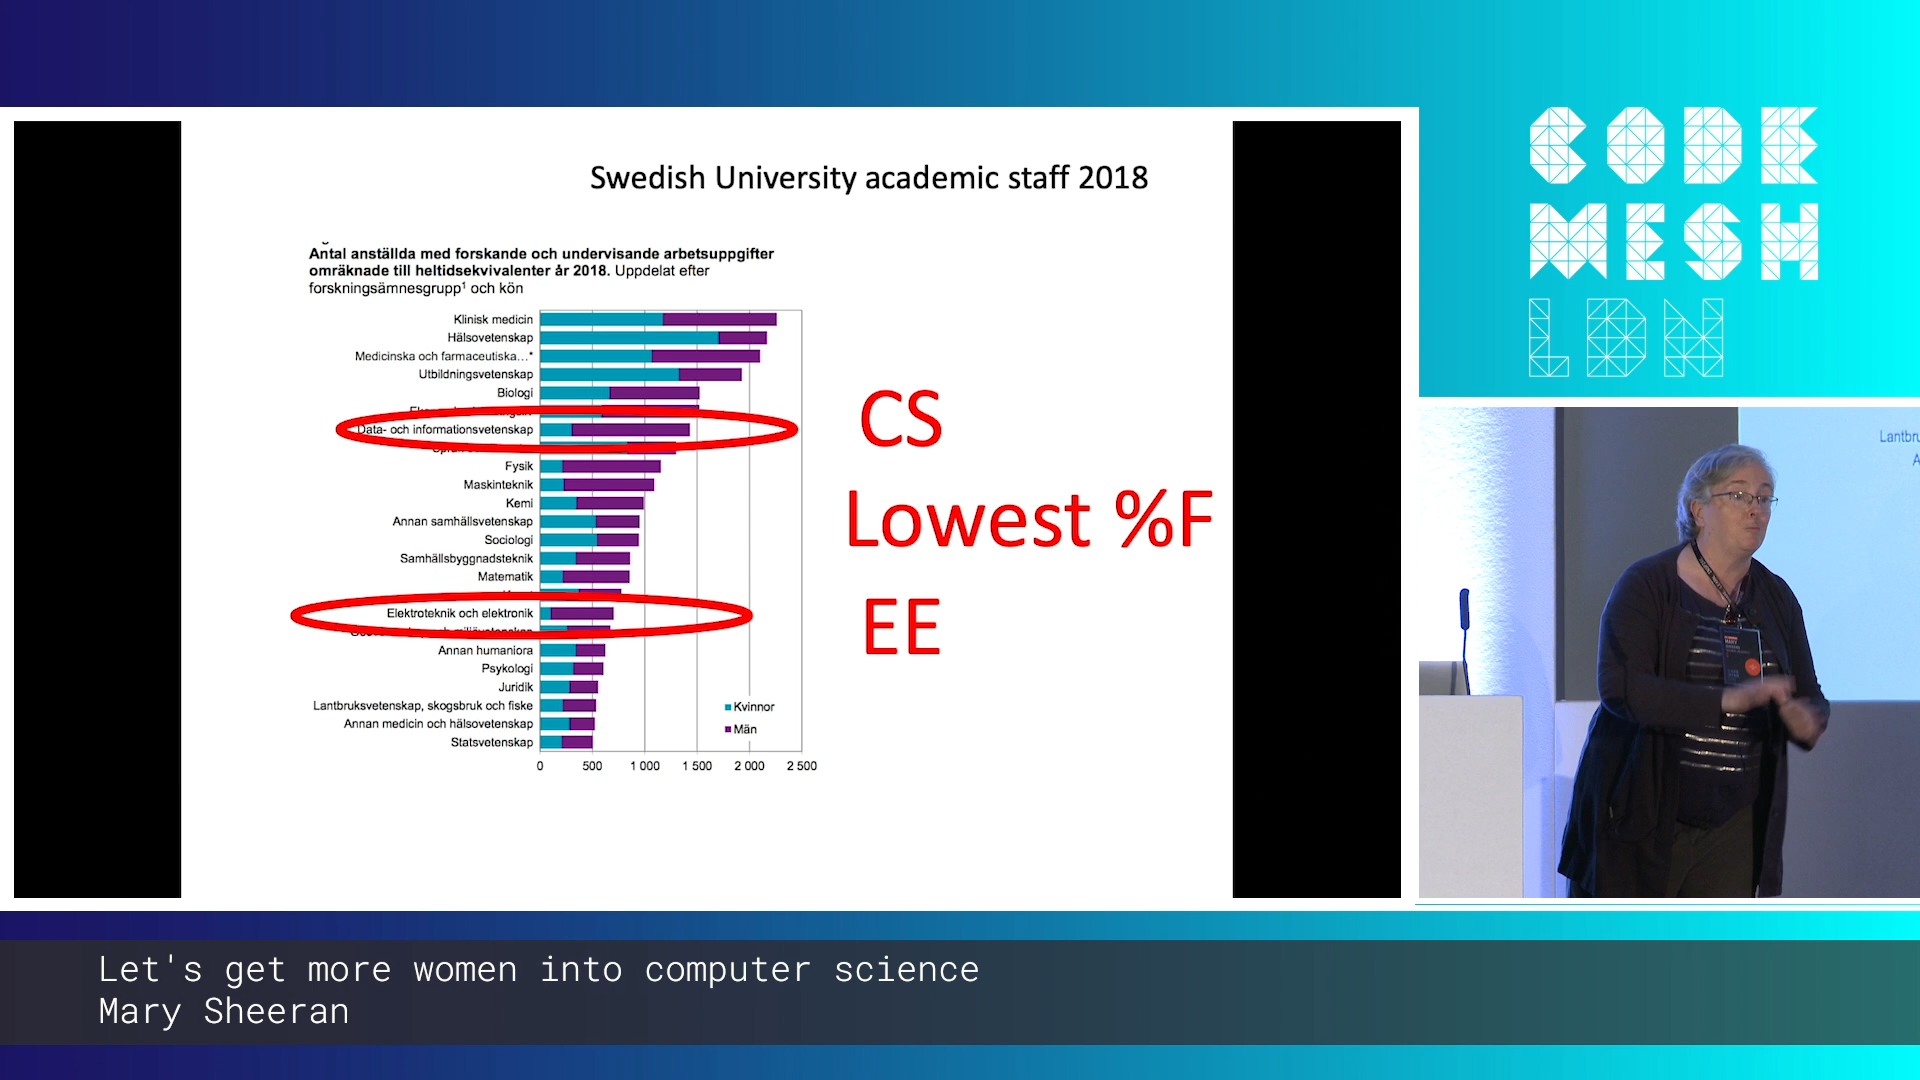 Swedish University academic staff 2018
Antal anställda med forskande och undervisande arbetsuppgifter
omräknade till heltidsekvivalenter år 2018. Uppdelat efter
forskningsämnesgrupp¹ och kön
Klinisk medicin
Hälsovetenskap
Medicinska och farmaceutiska...*
Utbildningsvetenskap
Biologi
Data- och informationsvetenskap
Fysik
Maskinteknik
Kemi
Annan samhällsvetenskap
Sociologi
Samhällsbyggnadsteknik
Matematik
Elektroteknik och elektronik
Annan humaniora
Psykologi
Juridik
Lantbruksvetenskap, skogsbruk och fiske
Annan medicin och hälsovetenskap
Statsvetenskap
Kvinnor
Män
0 500 1 000 1 500 2 000 2 500
CS
Lowest %F
EE
CODE
MESH
LDN
Lantbru
A
MARY
Let's get more women into computer science
Mary Sheeran